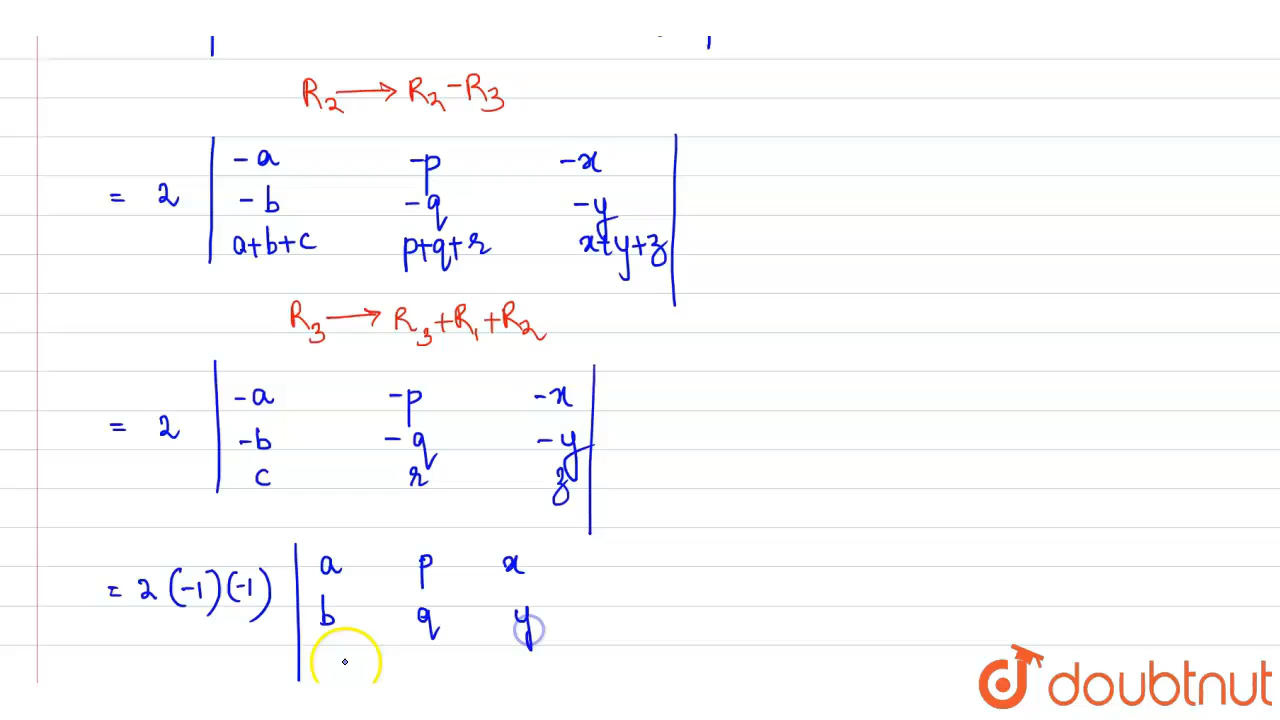 R₂ → R₂ - R₃
-a -p -x
= 2 -b -q -y
a+b+c p+q+r x+y+z
R₃ → R₃+R₁+R₂
-a -p -x
= 2 -b -q -y
c r z
a p x
= 2 (-1)(-1) b q y
doubtnut